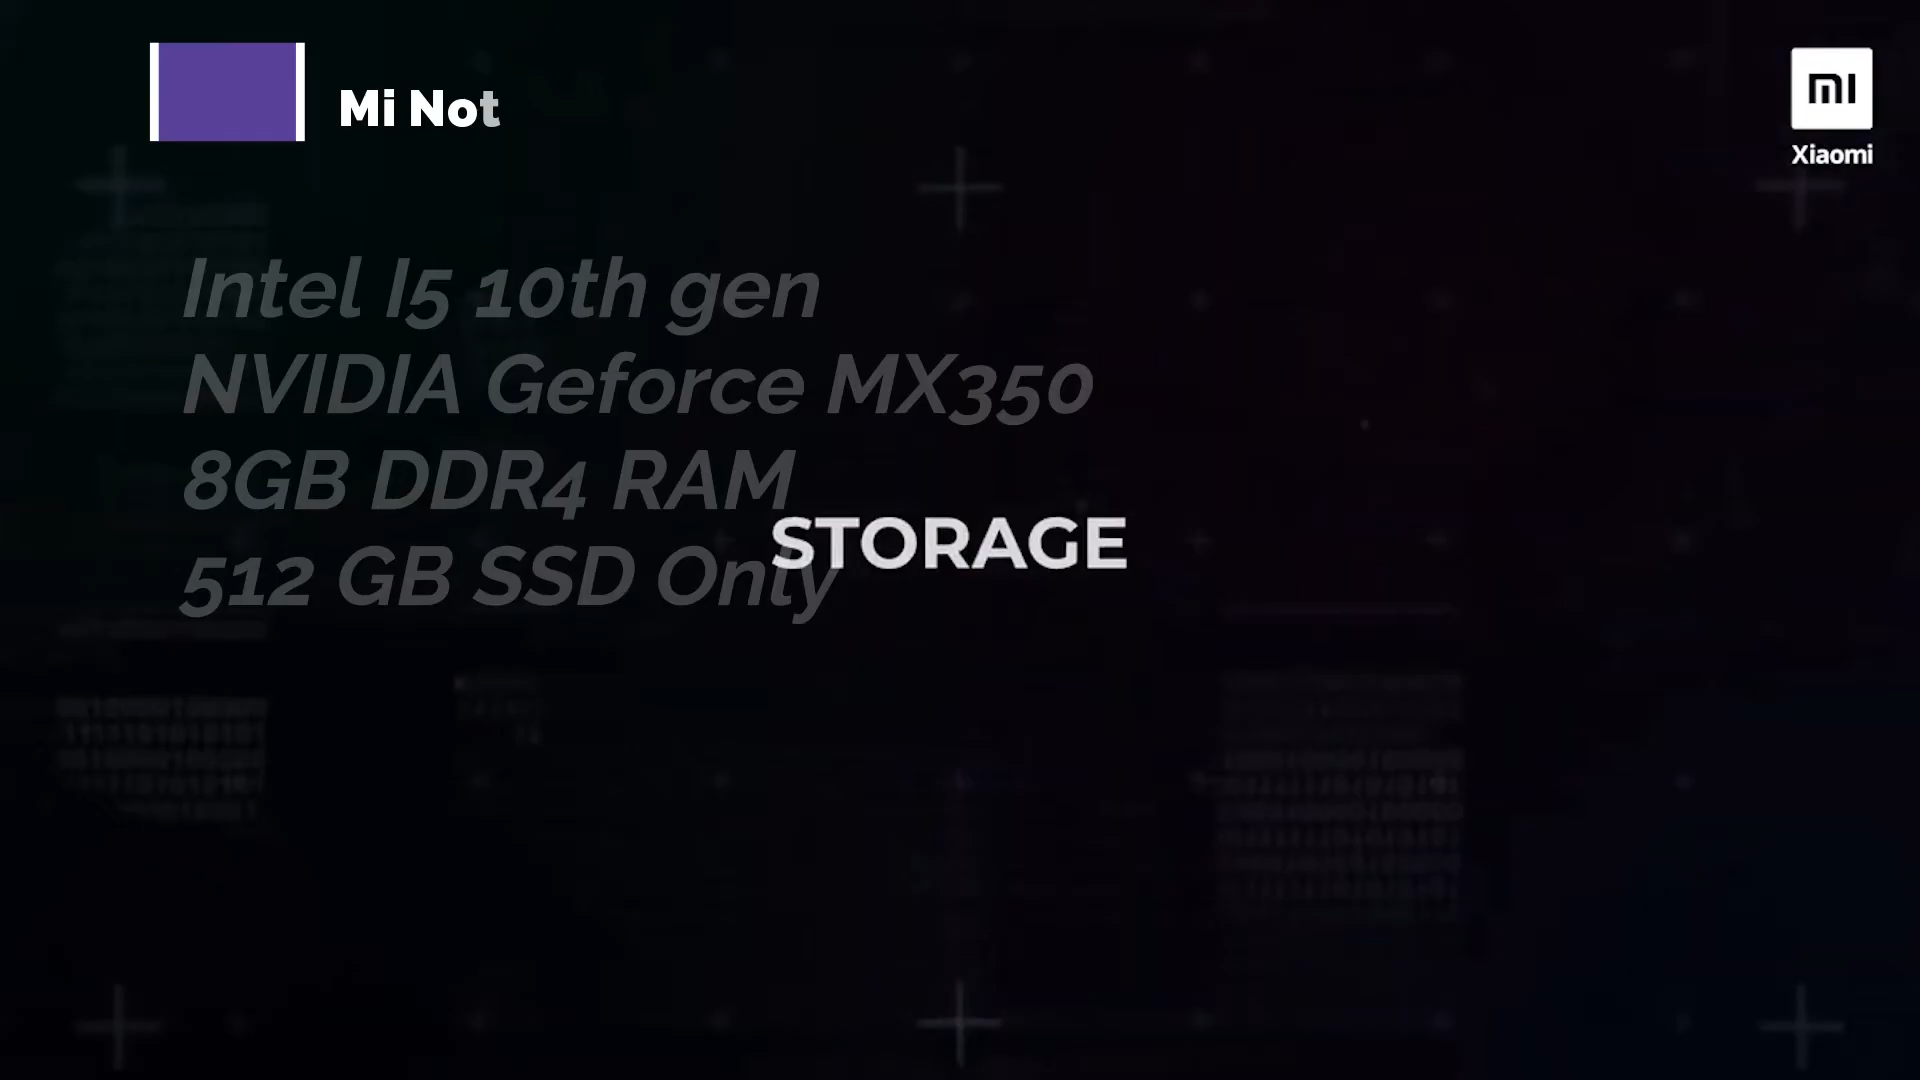 Mi Not
Xiaomi
Intel I5 10th gen
NVIDIA Geforce MX350
8GB DDR4 RAM
STORAGE
512 GB SSD Only